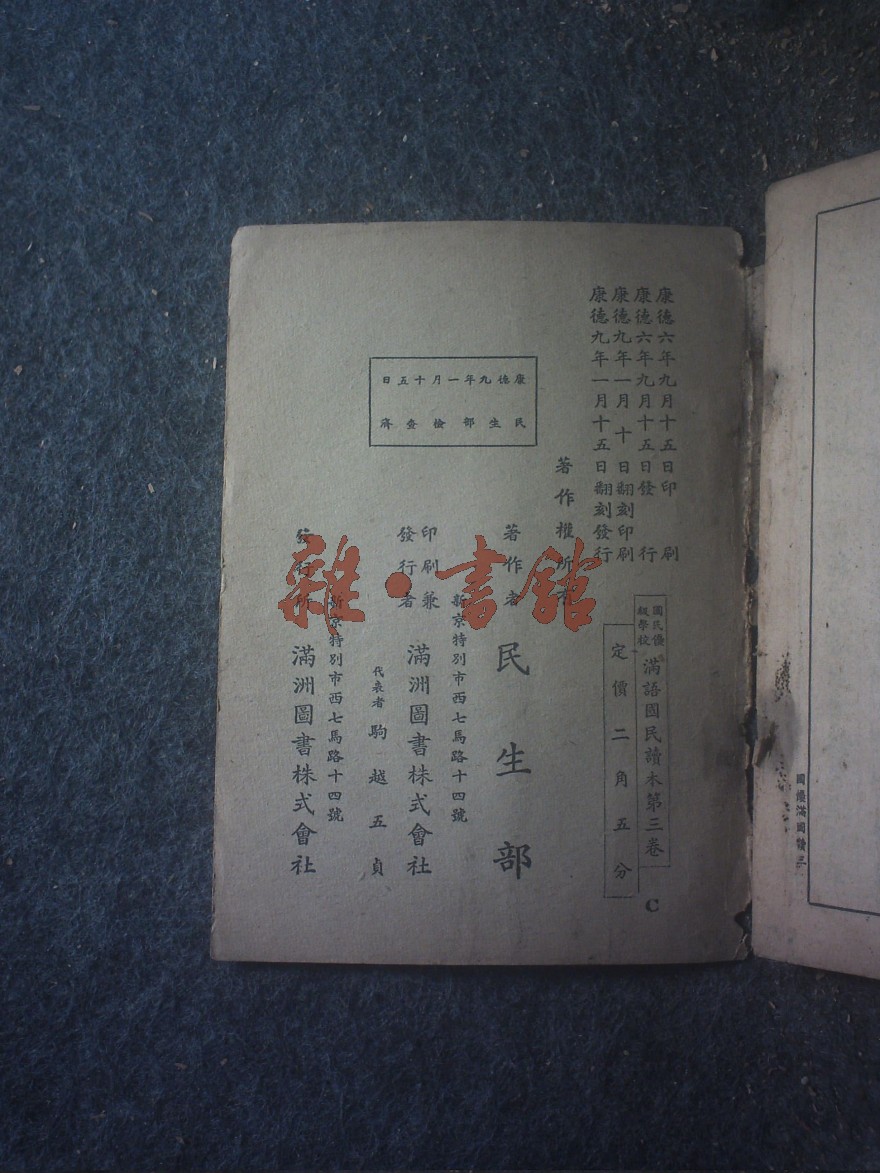 康德六年九月十五日印刷
康德六年九月十五日發行
康德九年一月十日翻刻印刷
康德九年一月十五日翻刻發行
國民優級學校
滿語國民讀本第三卷
C
定價二角五分
著作權所有
康德九年一月十五日
民生部檢查濟
著作者 民生部
新京特別市西七馬路十四號
印刷兼發行者 滿洲圖書株式會社
代表者 駒越五貞
新京特別市西七馬路十四號
發行所 滿洲圖書株式會社
雜·書館
國優滿國讀三